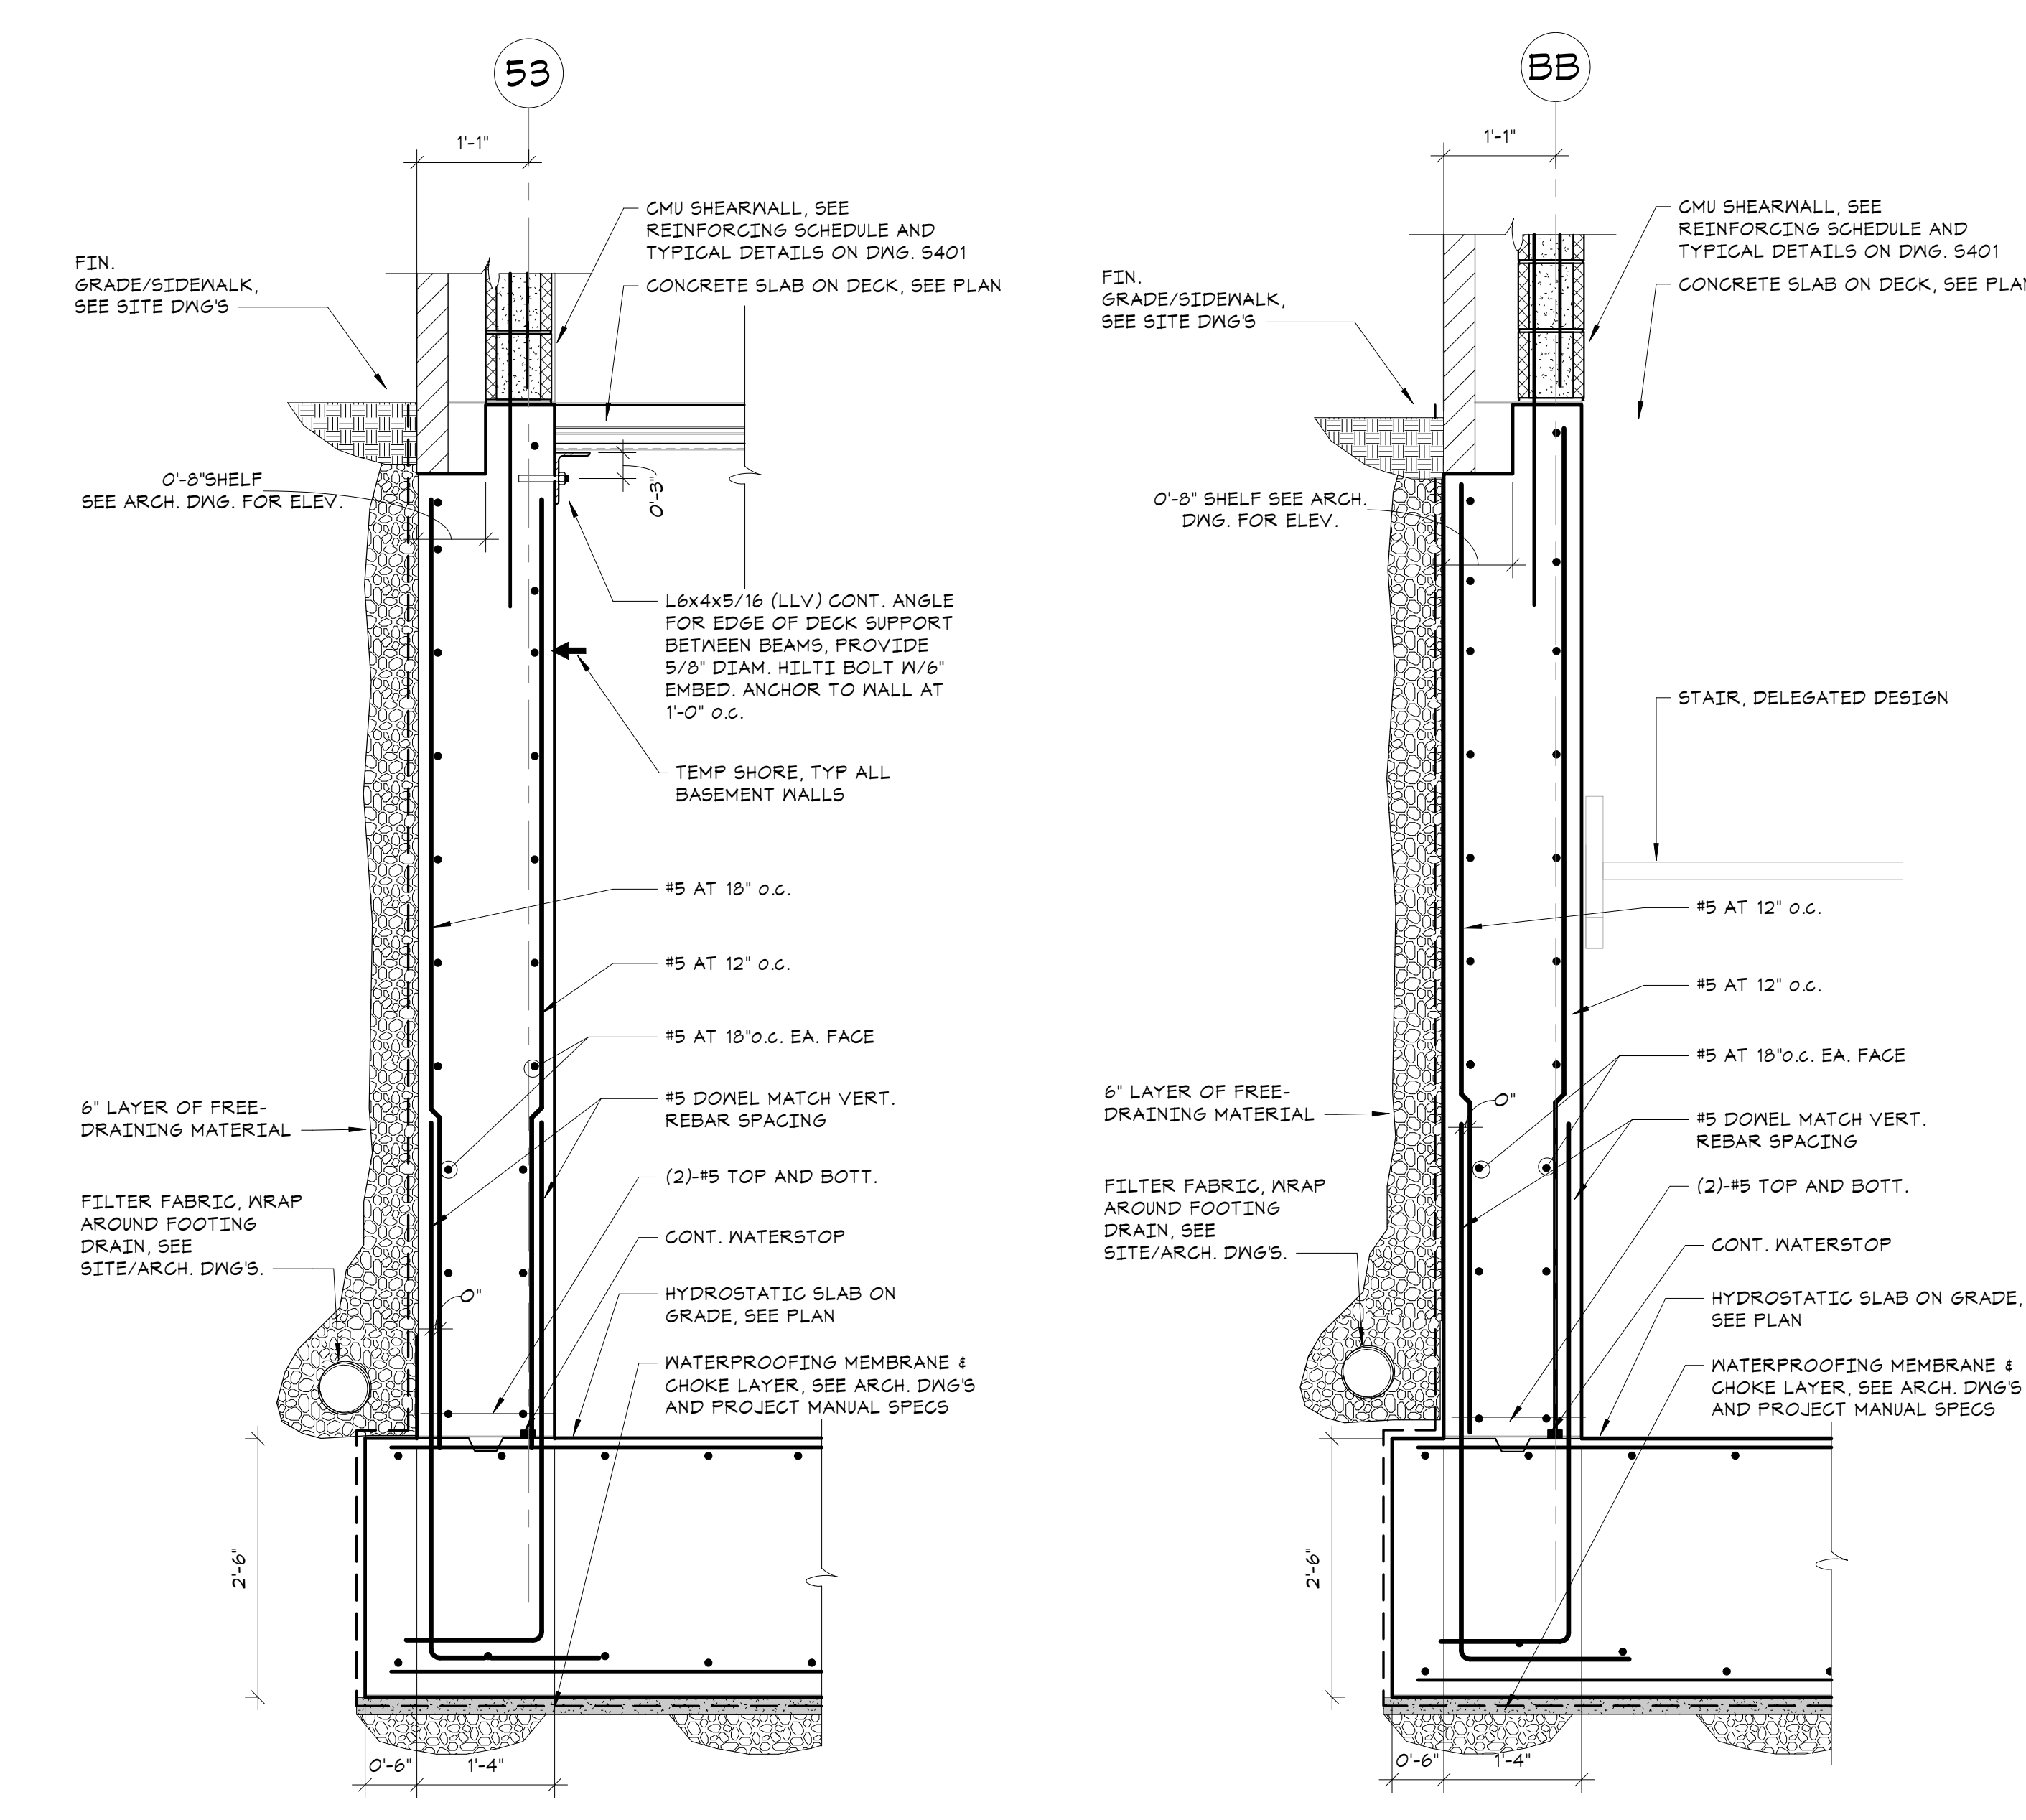 53
1'-1"
CMU SHEARWALL, SEE
REINFORCING SCHEDULE AND
TYPICAL DETAILS ON DWG. S401
CONCRETE SLAB ON DECK, SEE PLAN
FIN.
GRADE/SIDEWALK,
SEE SITE DWG'S
0'-8"SHELF
SEE ARCH. DWG. FOR ELEV.
0'-3"
L6x4x5/16 (LLV) CONT. ANGLE
FOR EDGE OF DECK SUPPORT
BETWEEN BEAMS, PROVIDE
5/8" DIAM. HILTI BOLT W/6"
EMBED. ANCHOR TO WALL AT
1'-0" o.c.
TEMP SHORE, TYP ALL
BASEMENT WALLS
#5 AT 18" o.c.
#5 AT 12" o.c.
#5 AT 18"o.c. EA. FACE
#5 DOWEL MATCH VERT.
REBAR SPACING
6" LAYER OF FREE-
DRAINING MATERIAL
(2)-#5 TOP AND BOTT.
FILTER FABRIC, WRAP
AROUND FOOTING
DRAIN, SEE
SITE/ARCH. DWG'S.
CONT. WATERSTOP
0"
HYDROSTATIC SLAB ON
GRADE, SEE PLAN
WATERPROOFING MEMBRANE &
CHOKE LAYER, SEE ARCH. DWG'S
AND PROJECT MANUAL SPECS
2'-6"
0'-6"
1'-4"
BB
1'-1"
CMU SHEARWALL, SEE
REINFORCING SCHEDULE AND
TYPICAL DETAILS ON DWG. S401
CONCRETE SLAB ON DECK, SEE PLAN
FIN.
GRADE/SIDEWALK,
SEE SITE DWG'S
0'-8" SHELF SEE ARCH.
DWG. FOR ELEV.
STAIR, DELEGATED DESIGN
#5 AT 12" o.c.
#5 AT 12" o.c.
#5 AT 18"o.c. EA. FACE
0"
#5 DOWEL MATCH VERT.
REBAR SPACING
6" LAYER OF FREE-
DRAINING MATERIAL
(2)-#5 TOP AND BOTT.
FILTER FABRIC, WRAP
AROUND FOOTING
DRAIN, SEE
SITE/ARCH. DWG'S.
CONT. WATERSTOP
HYDROSTATIC SLAB ON GRADE,
SEE PLAN
WATERPROOFING MEMBRANE &
CHOKE LAYER, SEE ARCH. DWG'S
AND PROJECT MANUAL SPECS
2'-6"
0'-6"
1'-4"